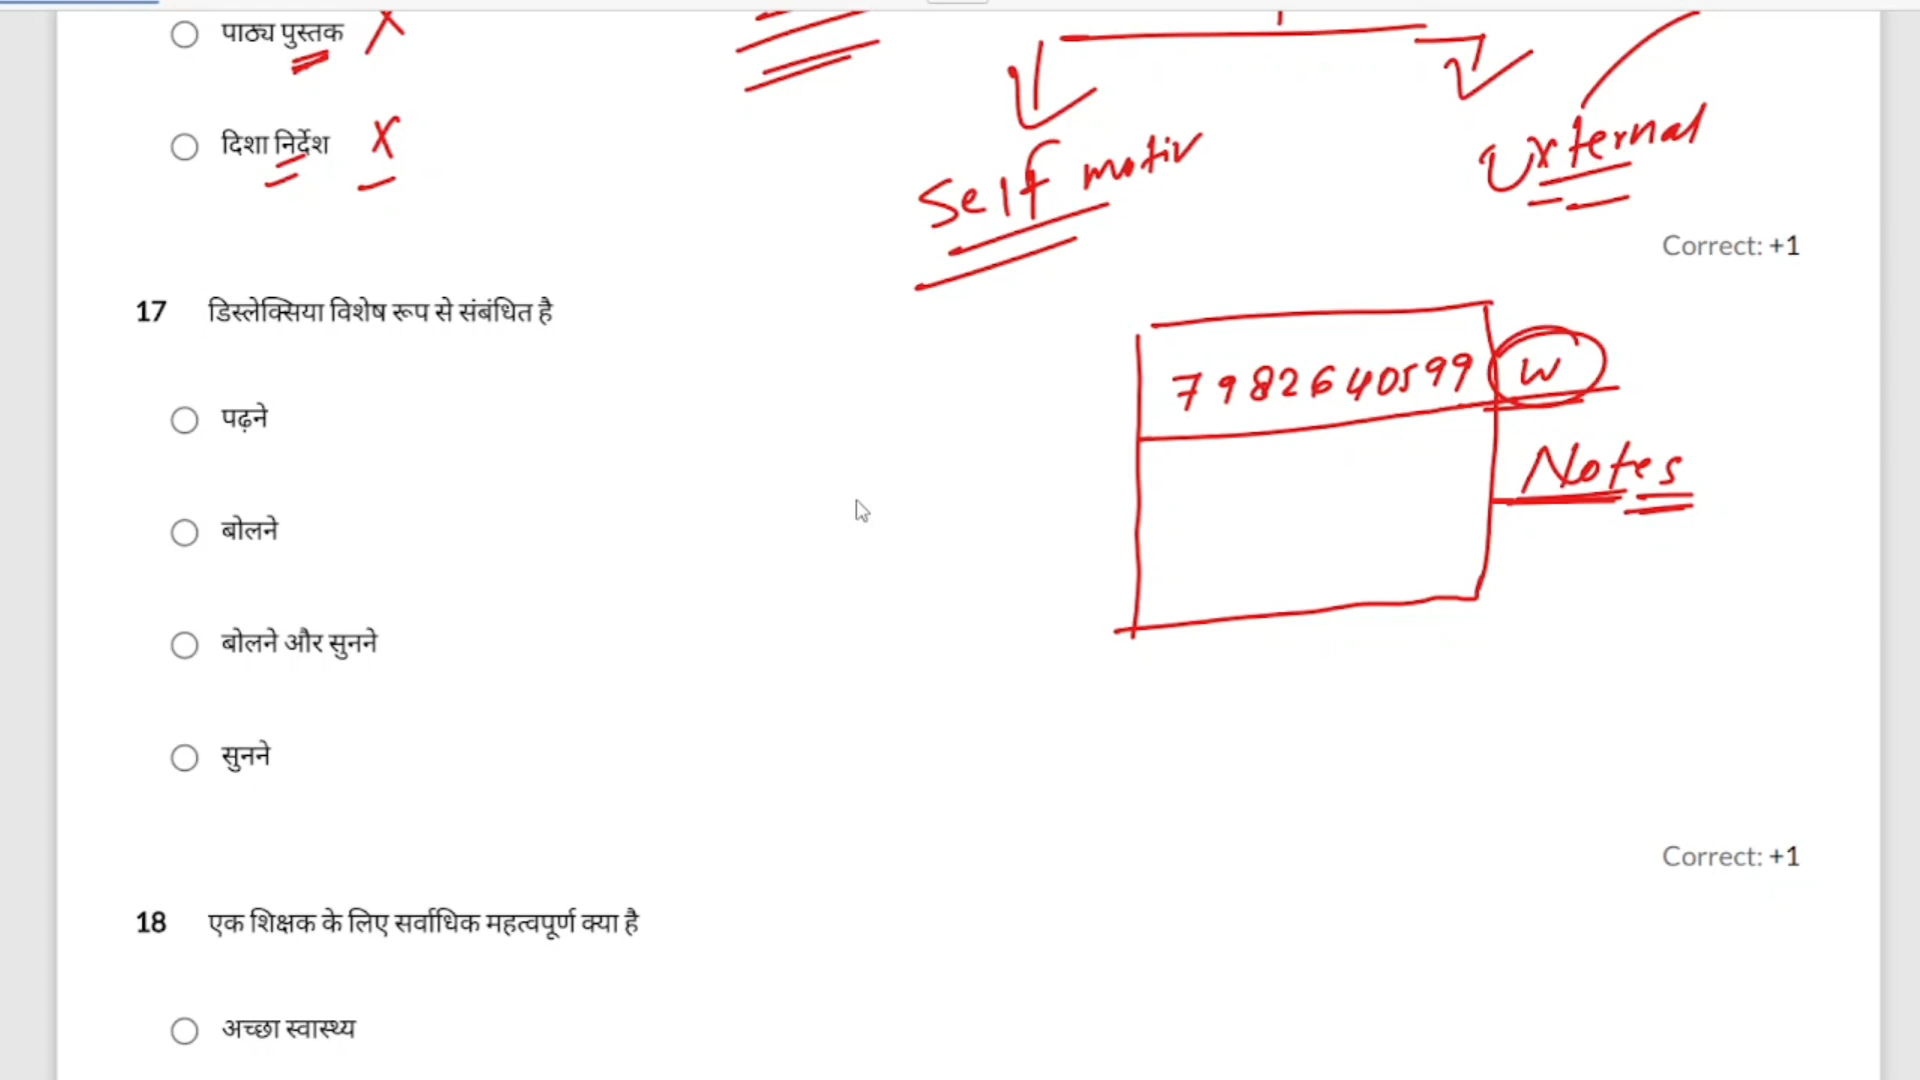 पाठ्य पुस्तक X
दिशा निर्देश X
Self motiv
External
Correct: +1
17 डिस्लेक्सिया विशेष रूप से संबंधित है
7982640599 W
पढ़ने
Notes
बोलने
बोलने और सुनने
सुनने
Correct: +1
18 एक शिक्षक के लिए सर्वाधिक महत्वपूर्ण क्या है
अच्छा स्वास्थ्य